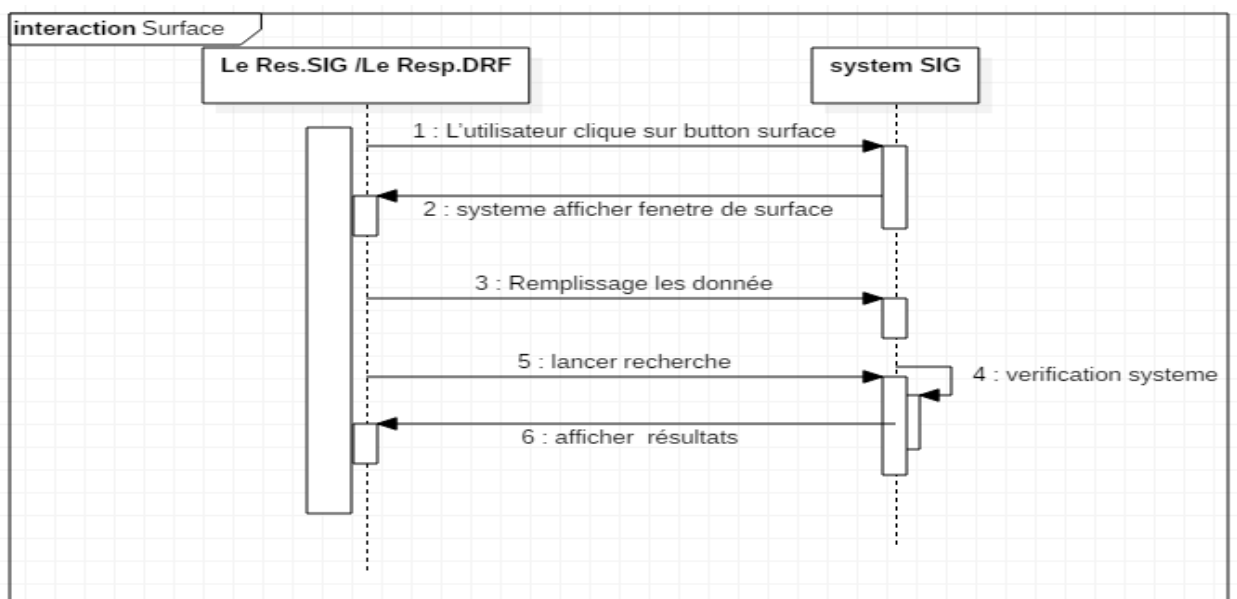 interaction Surface
Le Res.SIG /Le Resp.DRF
system SIG
1 : L'utilisateur clique sur button surface
2 : systeme afficher fenetre de surface
3 : Remplissage les donnée
5 : lancer recherche
4 : verification systeme
6 : afficher  résultats